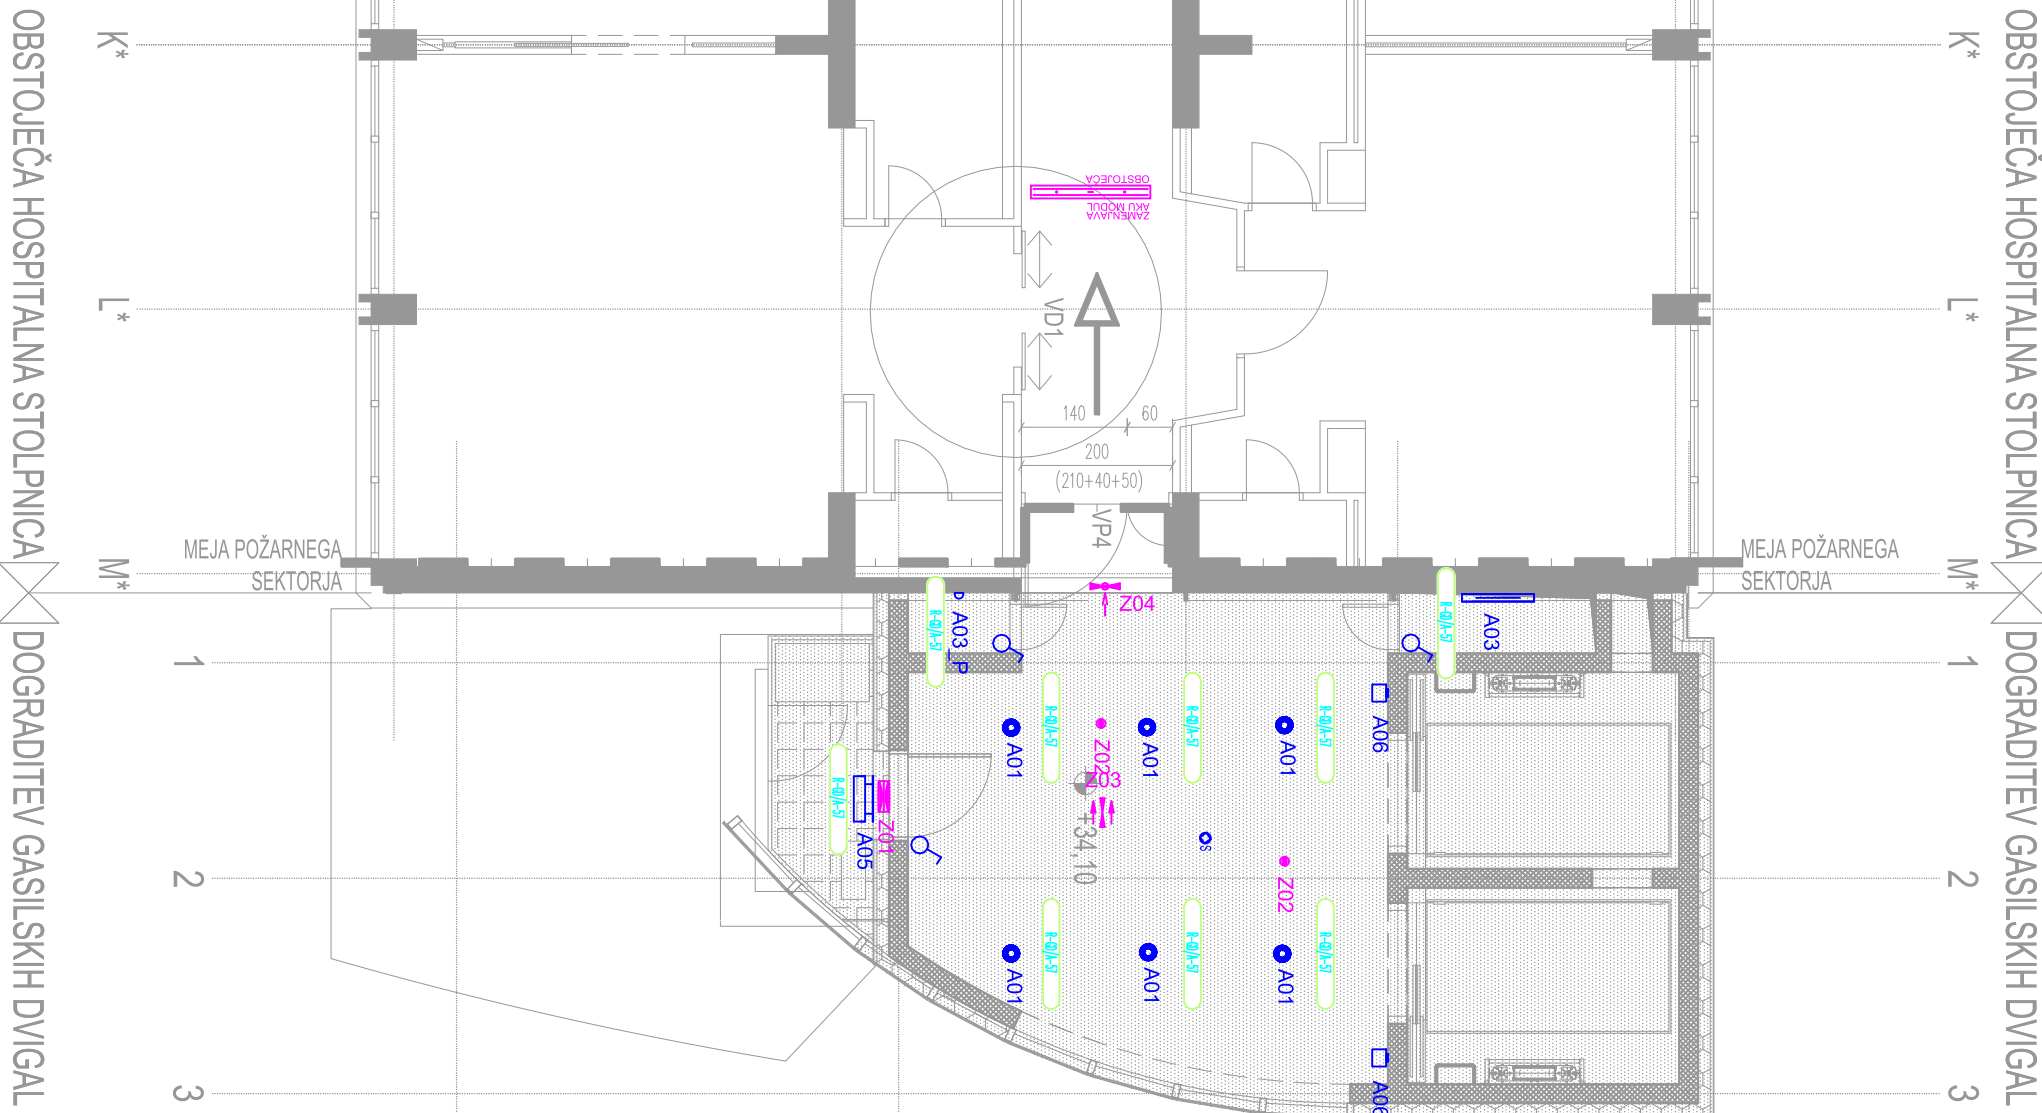 OBSTOJEČA HOSPITALNA STOLPNICA
DOGRADITEV GASILSKIH DVIGAL
K*
L*
M*
1
2
3
MEJA POŽARNEGA
SEKTORJA
OBSTOJEČA
ZAMENJAVA
AKU MODUL
VD1
140
60
200
(210+40+50)
VP4
Z04
D
A03_P
A03
A01
Z02
A01
A01
A06
Z03
+34,10
Z01
A05
S
Z02
A01
A01
A01
A06
MEJA POŽARNEGA
SEKTORJA
K*
L*
M*
1
2
3
OBSTOJEČA HOSPITALNA STOLPNICA
DOGRADITEV GASILSKIH DVIGAL